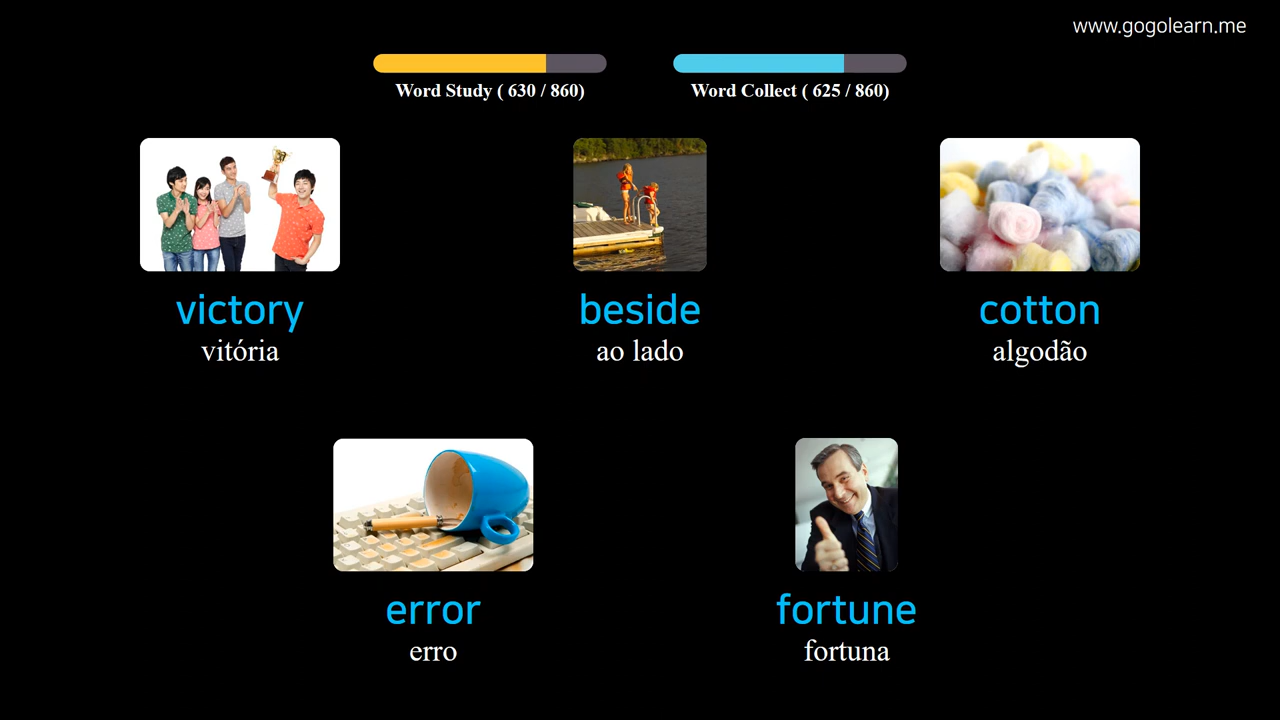 www.gogolearn.me
Word Study ( 630 / 860)
Word Collect ( 625 / 860)
victory
vitória
beside
ao lado
cotton
algodão
error
erro
fortune
fortuna